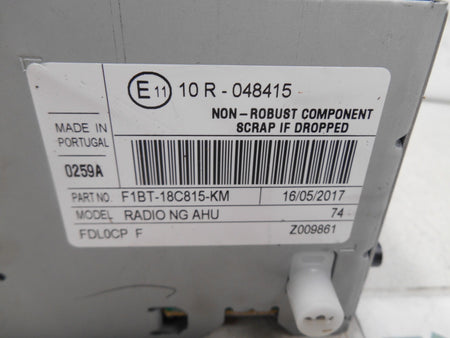 E 11 10 R - 048415
NON - ROBUST COMPONENT
SCRAP IF DROPPED
MADE IN
PORTUGAL
0259A
PART NO. F1BT-18C815-KM 16/05/2017
MODEL RADIO NG AHU 74
FDL0CP F Z009861